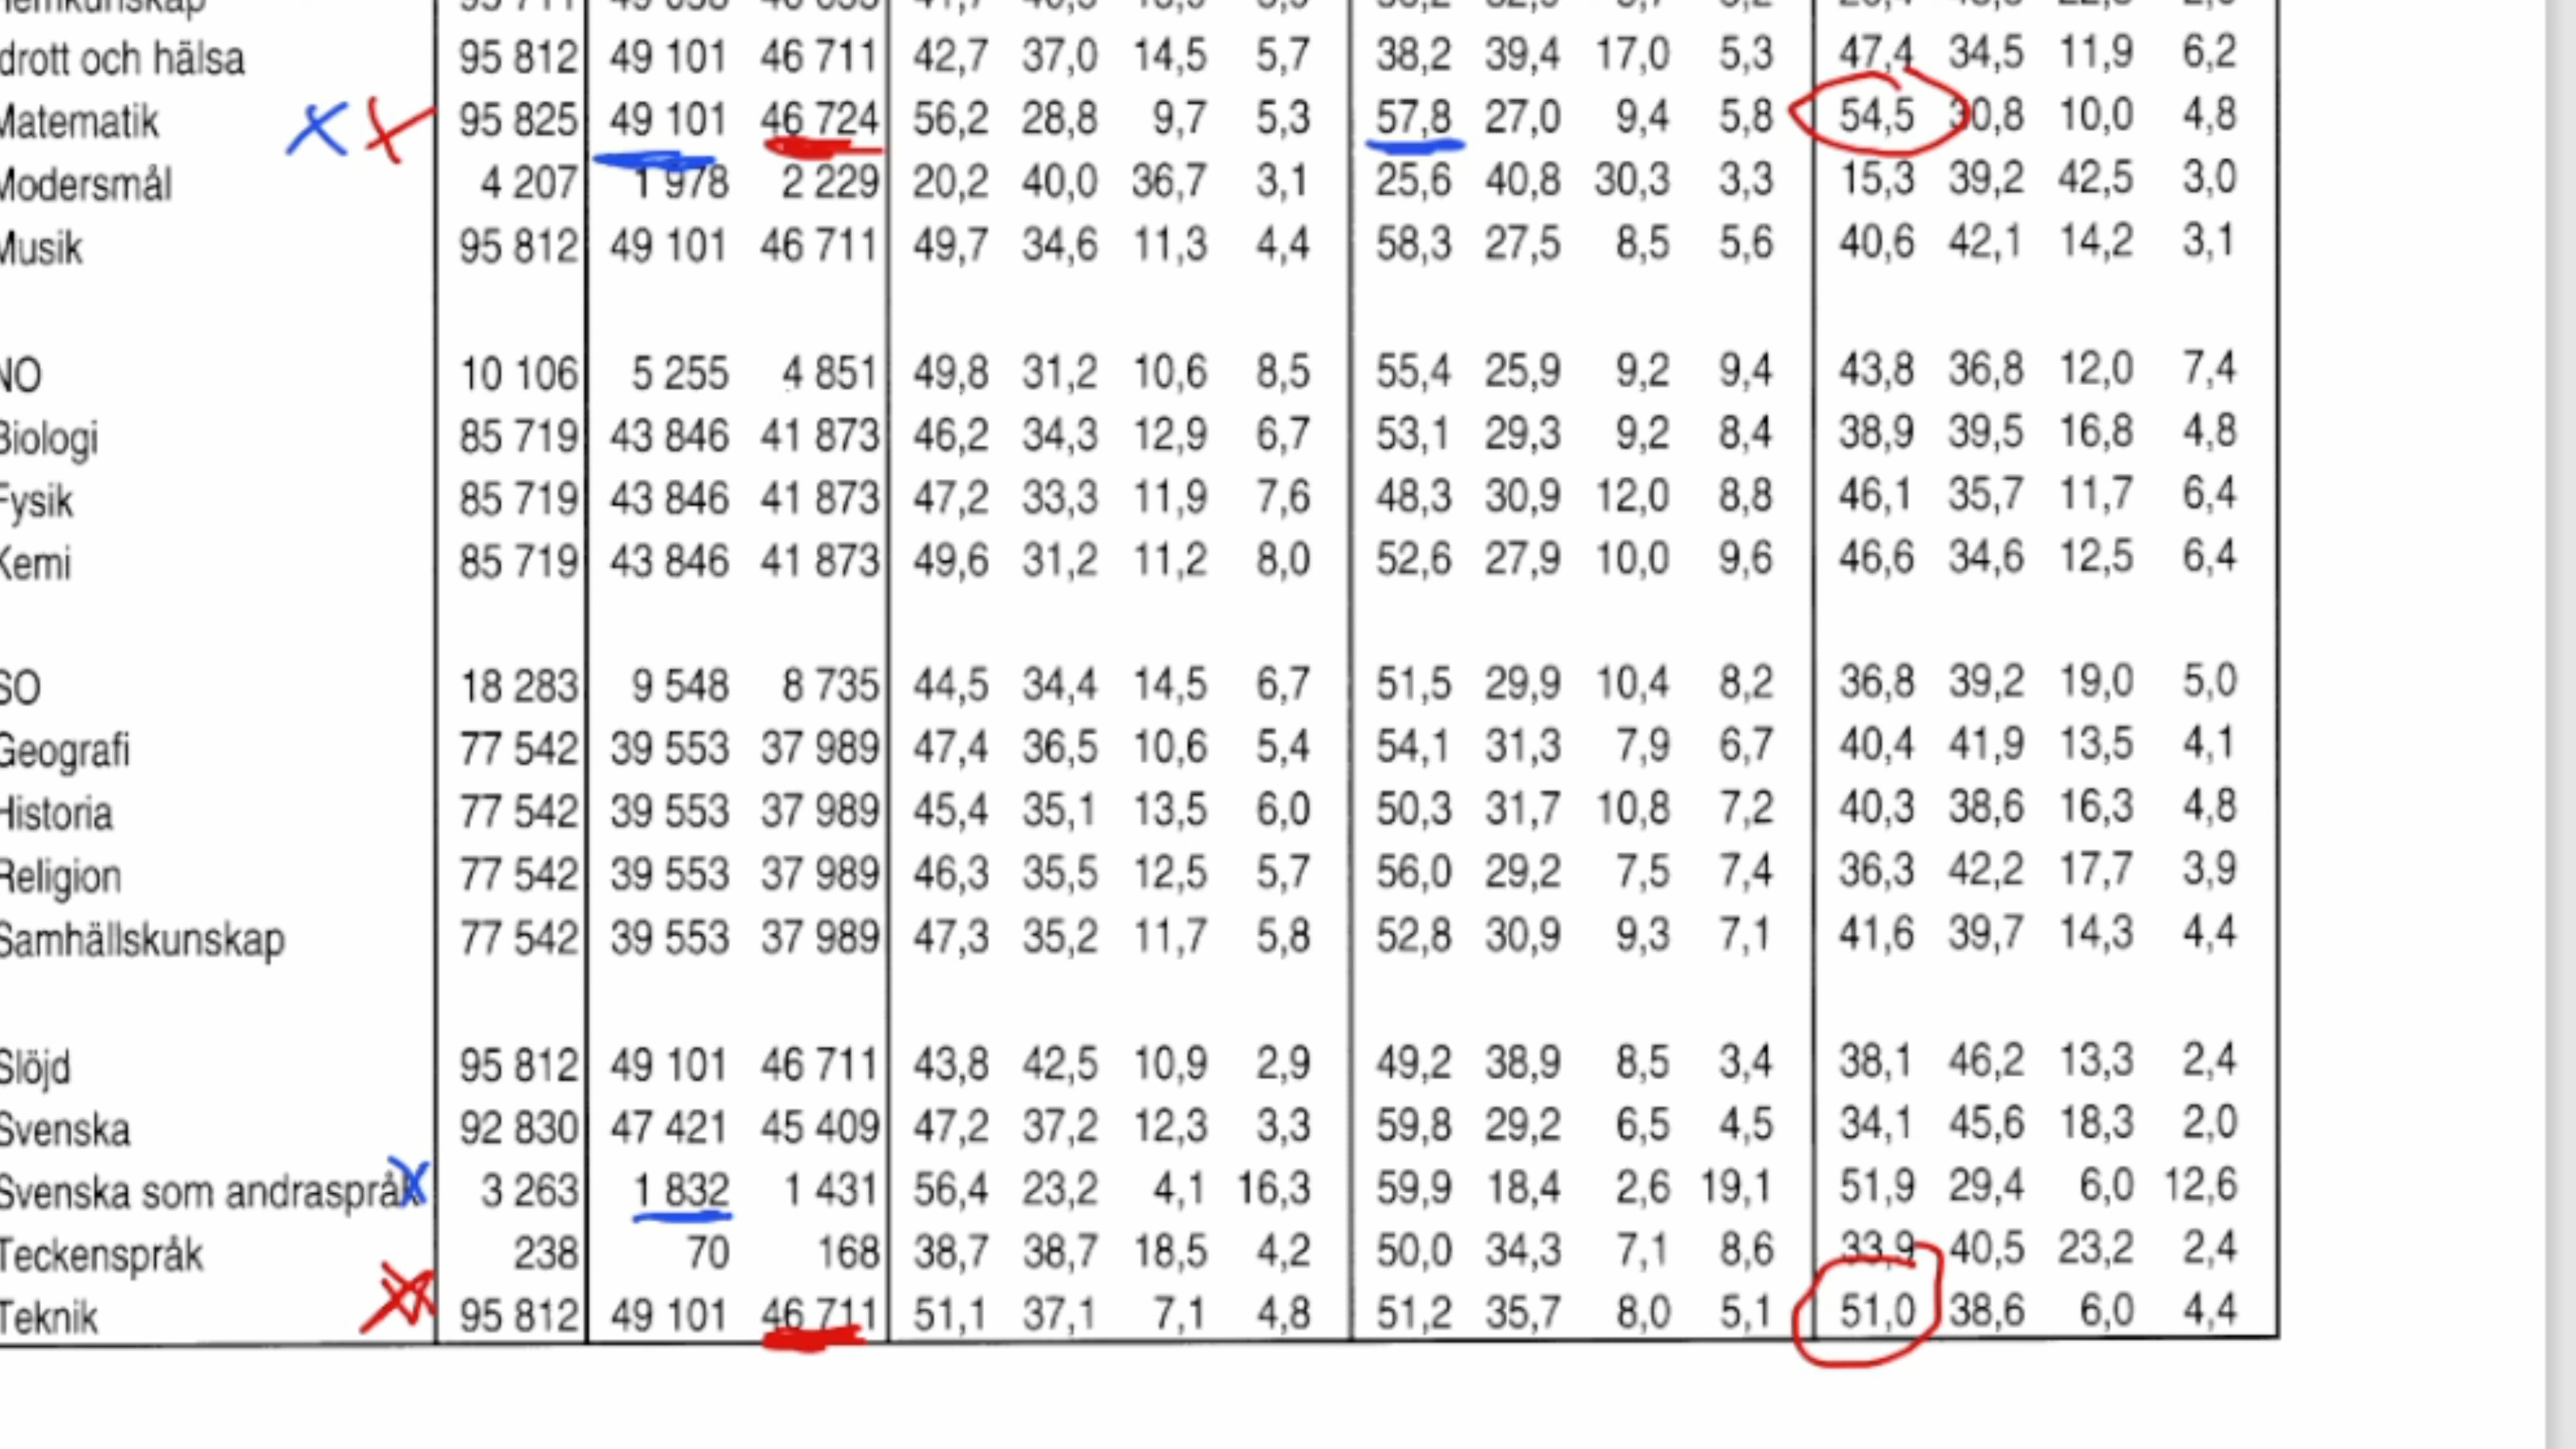 drott och hälsa 95 812 49 101 46 711 42,7 37,0 14,5 5,7 38,2 39,4 17,0 5,3 47,4 34,5 11,9 6,2
Matematik 95 825 49 101 46 724 56,2 28,8 9,7 5,3 57,8 27,0 9,4 5,8 54,5 30,8 10,0 4,8
Modersmål 4 207 1 978 2 229 20,2 40,0 36,7 3,1 25,6 40,8 30,3 3,3 15,3 39,2 42,5 3,0
Musik 95 812 49 101 46 711 49,7 34,6 11,3 4,4 58,3 27,5 8,5 5,6 40,6 42,1 14,2 3,1
NO 10 106 5 255 4 851 49,8 31,2 10,6 8,5 55,4 25,9 9,2 9,4 43,8 36,8 12,0 7,4
Biologi 85 719 43 846 41 873 46,2 34,3 12,9 6,7 53,1 29,3 9,2 8,4 38,9 39,5 16,8 4,8
Fysik 85 719 43 846 41 873 47,2 33,3 11,9 7,6 48,3 30,9 12,0 8,8 46,1 35,7 11,7 6,4
Kemi 85 719 43 846 41 873 49,6 31,2 11,2 8,0 52,6 27,9 10,0 9,6 46,6 34,6 12,5 6,4
SO 18 283 9 548 8 735 44,5 34,4 14,5 6,7 51,5 29,9 10,4 8,2 36,8 39,2 19,0 5,0
Geografi 77 542 39 553 37 989 47,4 36,5 10,6 5,4 54,1 31,3 7,9 6,7 40,4 41,9 13,5 4,1
Historia 77 542 39 553 37 989 45,4 35,1 13,5 6,0 50,3 31,7 10,8 7,2 40,3 38,6 16,3 4,8
Religion 77 542 39 553 37 989 46,3 35,5 12,5 5,7 56,0 29,2 7,5 7,4 36,3 42,2 17,7 3,9
Samhällskunskap 77 542 39 553 37 989 47,3 35,2 11,7 5,8 52,8 30,9 9,3 7,1 41,6 39,7 14,3 4,4
Slöjd 95 812 49 101 46 711 43,8 42,5 10,9 2,9 49,2 38,9 8,5 3,4 38,1 46,2 13,3 2,4
Svenska 92 830 47 421 45 409 47,2 37,2 12,3 3,3 59,8 29,2 6,5 4,5 34,1 45,6 18,3 2,0
Svenska som andraspråk 3 263 1 832 1 431 56,4 23,2 4,1 16,3 59,9 18,4 2,6 19,1 51,9 29,4 6,0 12,6
Teckenspråk 238 70 168 38,7 38,7 18,5 4,2 50,0 34,3 7,1 8,6 33,9 40,5 23,2 2,4
Teknik 95 812 49 101 46 711 51,1 37,1 7,1 4,8 51,2 35,7 8,0 5,1 51,0 38,6 6,0 4,4